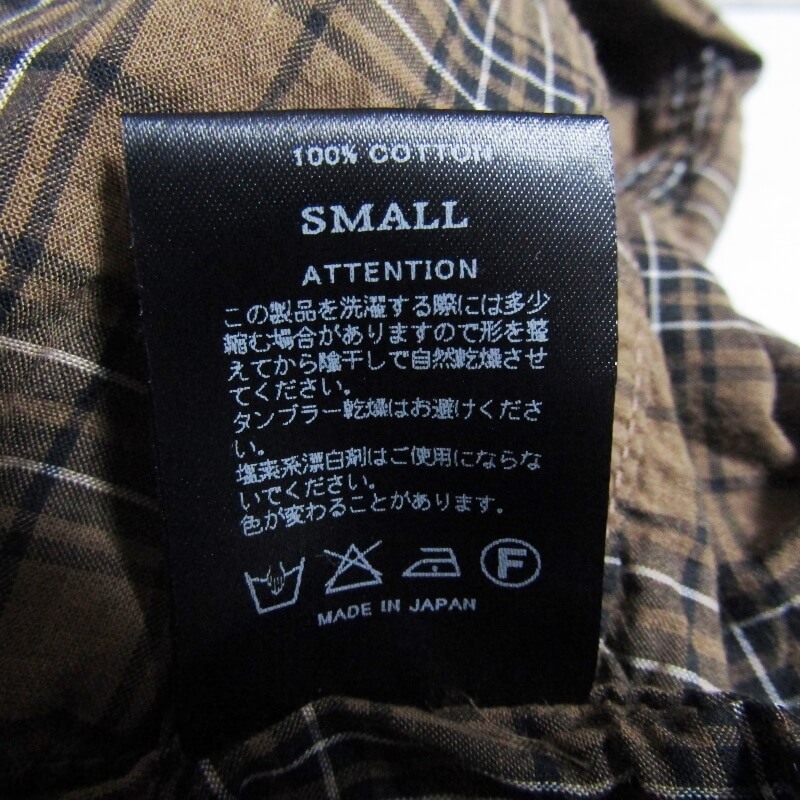 100% COTTON
SMALL
ATTENTION
この製品を洗濯する際には多少
縮む場合がありますので形を整
えてから陰干して自然乾燥させ
てください。
タンブラー乾燥はお避けくださ
い。
塩素系漂白剤はご使用にならな
いでください。
色が変わることがあります。
F
MADE IN JAPAN